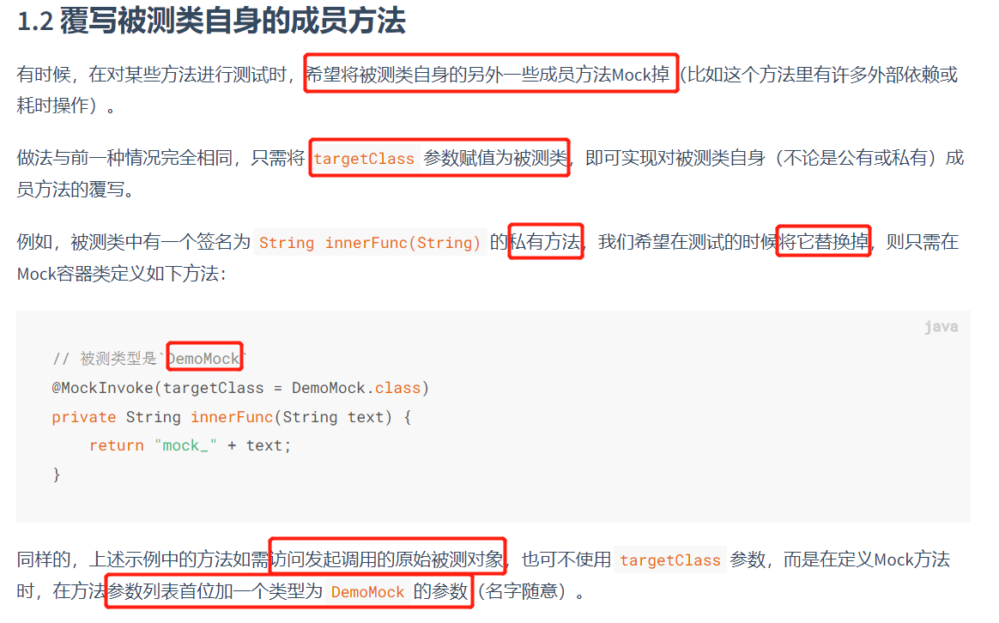 1.2 覆写被测类自身的成员方法
有时候，在对某些方法进行测试时，希望将被测类自身的另外一些成员方法Mock掉（比如这个方法里有许多外部依赖或
耗时操作）。
做法与前一种情况完全相同，只需将 targetClass 参数赋值为被测类，即可实现对被测类自身（不论是公有或私有）成
员方法的覆写。
例如，被测类中有一个签名为 String innerFunc(String) 的私有方法，我们希望在测试的时候将它替换掉，则只需在
Mock容器类定义如下方法：
java
// 被测类型是`DemoMock`
@MockInvoke(targetClass = DemoMock.class)
private String innerFunc(String text) {
    return "mock_" + text;
}
同样的，上述示例中的方法如需访问发起调用的原始被测对象，也可不使用 targetClass 参数，而是在定义Mock方法
时，在方法参数列表首位加一个类型为 DemoMock 的参数（名字随意）。